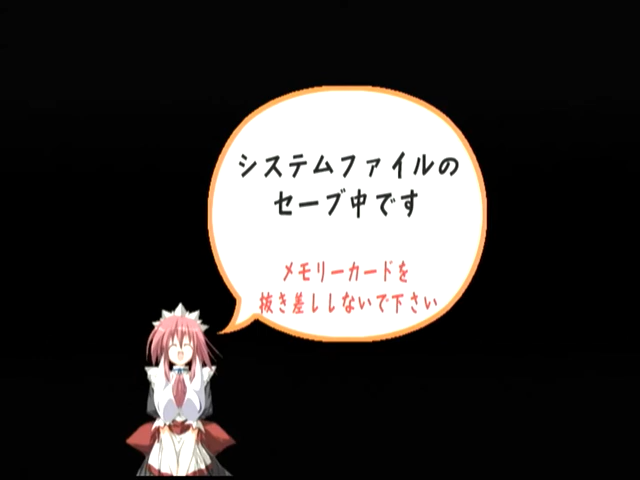 システムファイルの
セーブ中です
メモリーカードを
抜き差ししないで下さい